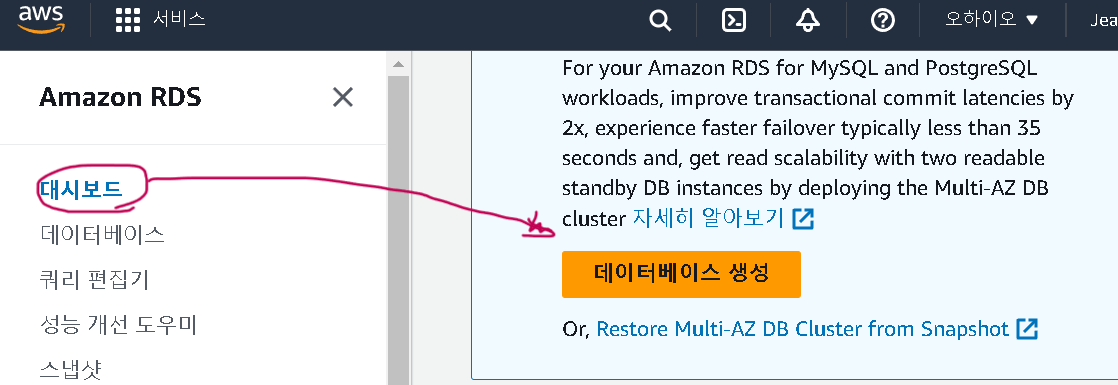 aws
서비스
오하이오 ▼
Jea
Amazon RDS
대시보드
데이터베이스
쿼리 편집기
성능 개선 도우미
스냅샷
For your Amazon RDS for MySQL and PostgreSQL
workloads, improve transactional commit latencies by
2x, experience faster failover typically less than 35
seconds and, get read scalability with two readable
standby DB instances by deploying the Multi-AZ DB
cluster 자세히 알아보기
데이터베이스 생성
Or, Restore Multi-AZ DB Cluster from Snapshot